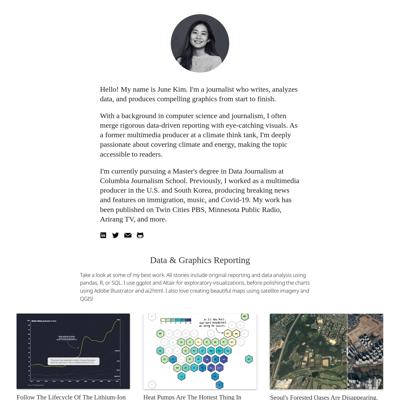 Hello! My name is June Kim. I'm a journalist who writes, analyzes
data, and produces compelling graphics from start to finish.
With a background in computer science and journalism, I often
merge rigorous data-driven reporting with eye-catching visuals. As
a former multimedia producer at a climate think tank, I'm deeply
passionate about covering climate and energy, making the topic
accessible to readers.
I'm currently pursuing a Master's degree in Data Journalism at
Columbia Journalism School. Previously, I worked as a multimedia
producer in the U.S. and South Korea, producing breaking news
and features on immigration, music, and Covid-19. My work has
been published on Twin Cities PBS, Minnesota Public Radio,
Arirang TV, and more.
Data & Graphics Reporting
Take a look at some of my best work. All stories include original reporting and data analysis using
pandas, R, or SQL. I use ggplot and Altair for exploratory visualizations, before polishing the charts
using Adobe Illustrator and ai2html. I also love creating beautiful maps using satellite imagery and
QGIS!
Follow The Lifecycle Of The Lithium-Ion
Heat Pumps Are The Hottest Thing In
Seoul's Forested Oases Are Disappearing.